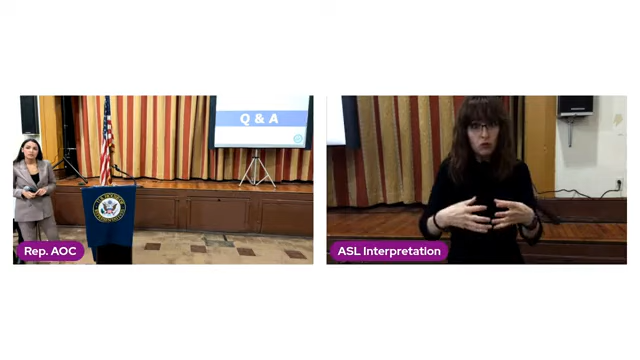 Q & A
Rep. AOC
ASL Interpretation